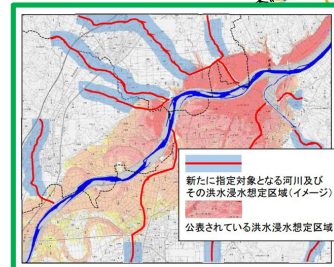 新たに指定対象となる河川及び
その洪水浸水想定区域(イメージ)
公表されている洪水浸水想定区域